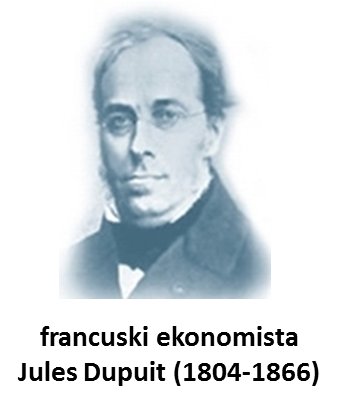 francuski ekonomista
Jules Dupuit (1804-1866)